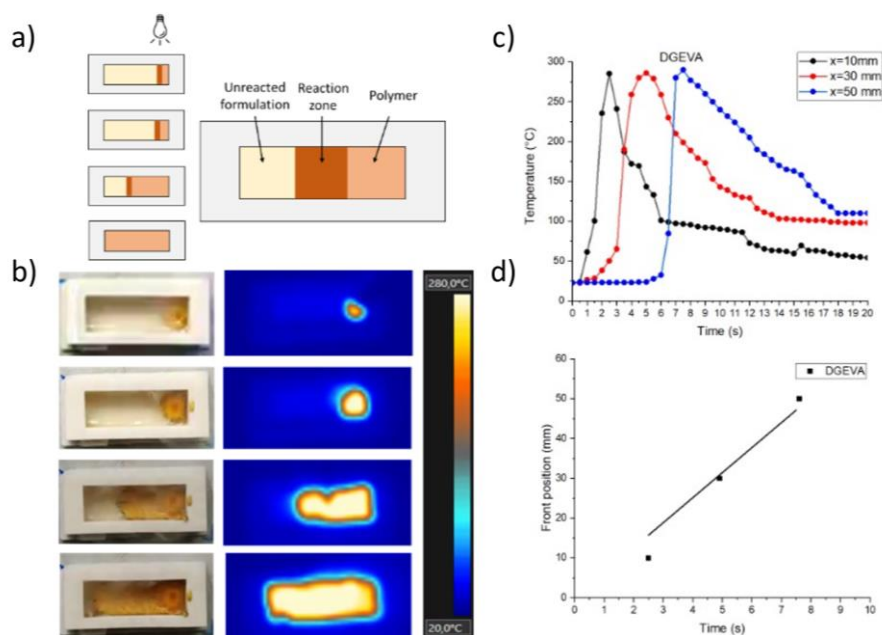 a)
Unreacted
formulation
Reaction
zone
Polymer
b)
280,0°C
20,0°C
c)
DGEVA
x=10mm
x=30 mm
x=50 mm
300
250
200
150
100
50
0
Temperature (°C)
0 1 2 3 4 5 6 7 8 9 10 11 12 13 14 15 16 17 18 19 20
Time (s)
d)
DGEVA
60
50
40
30
20
10
0
Front position (mm)
0 1 2 3 4 5 6 7 8 9 10
Time (s)